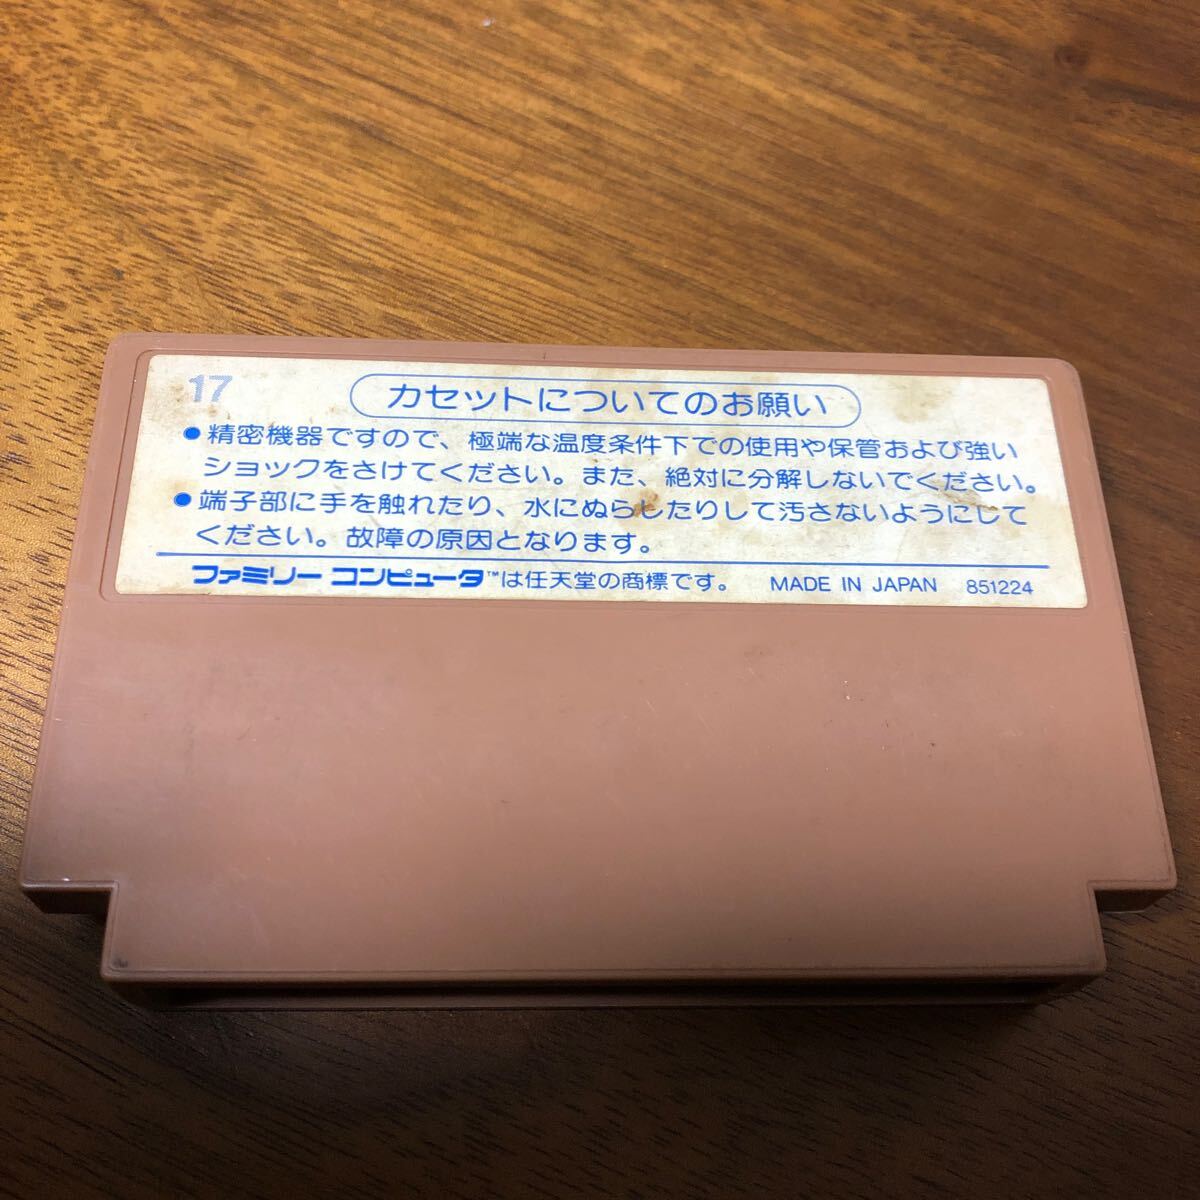 17
カセットについてのお願い
●精密機器ですので、極端な温度条件下での使用や保管および強い
ショックをさけてください。また、絶対に分解しないでください。
●端子部に手を触れたり、水にぬらしたりして汚さないようにして
ください。故障の原因となります。
ファミリー コンピュータ™は任天堂の商標です。 MADE IN JAPAN 851224